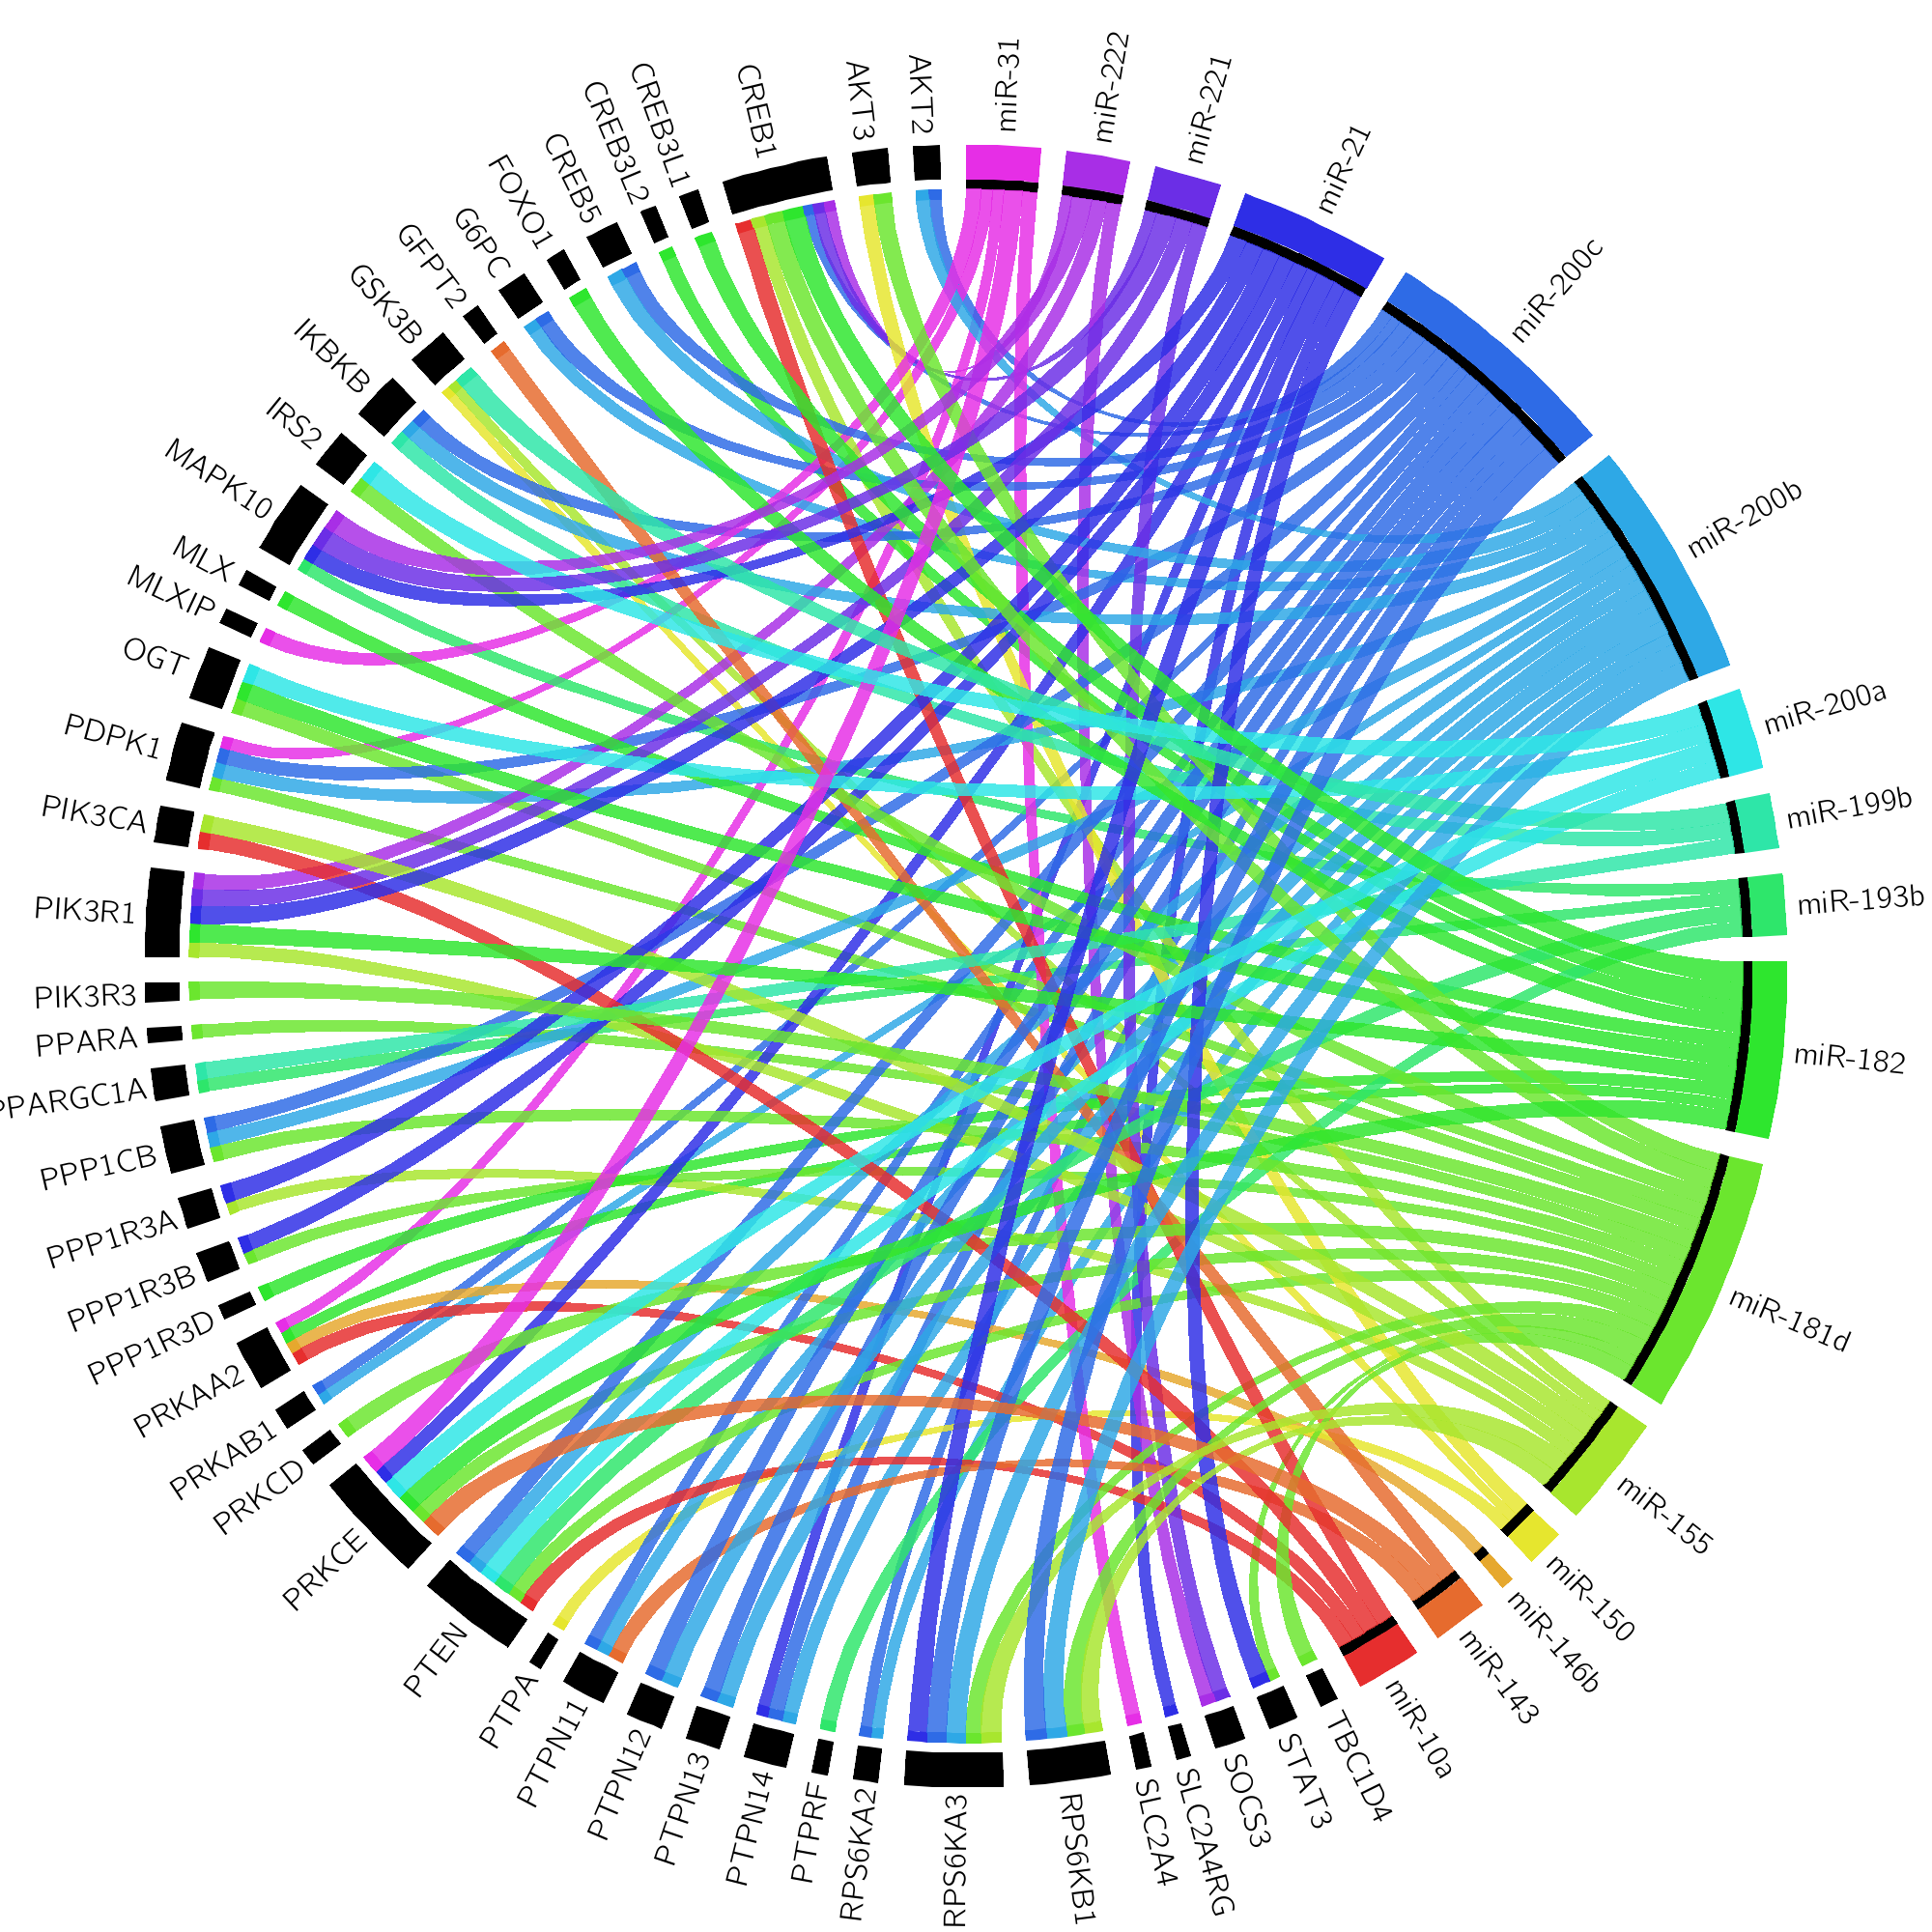 miR-31
miR-222
miR-221
miR-21
miR-200c
miR-200b
miR-200a
miR-199b
miR-193b
miR-182
miR-181d
miR-155
miR-150
miR-146b
miR-143
miR-10a
TBC1D4
STAT3
SOCS3
SLC2A4RG
SLC2A4
RPS6KB1
RPS6KA3
RPS6KA2
PTPRF
PTPN14
PTPN13
PTPN12
PTPN11
PTPA
PTEN
PRKCE
PRKCD
PRKAB1
PRKAA2
PPP1R3D
PPP1R3B
PPP1R3A
PPP1CB
PPARGC1A
PPARA
PIK3R3
PIK3R1
PIK3CA
PDPK1
OGT
MLXIP
MLX
MAPK10
IRS2
IKBKB
GSK3B
GFPT2
G6PC
FOXO1
CREB5
CREB3L2
CREB3L1
CREB1
AKT3
AKT2